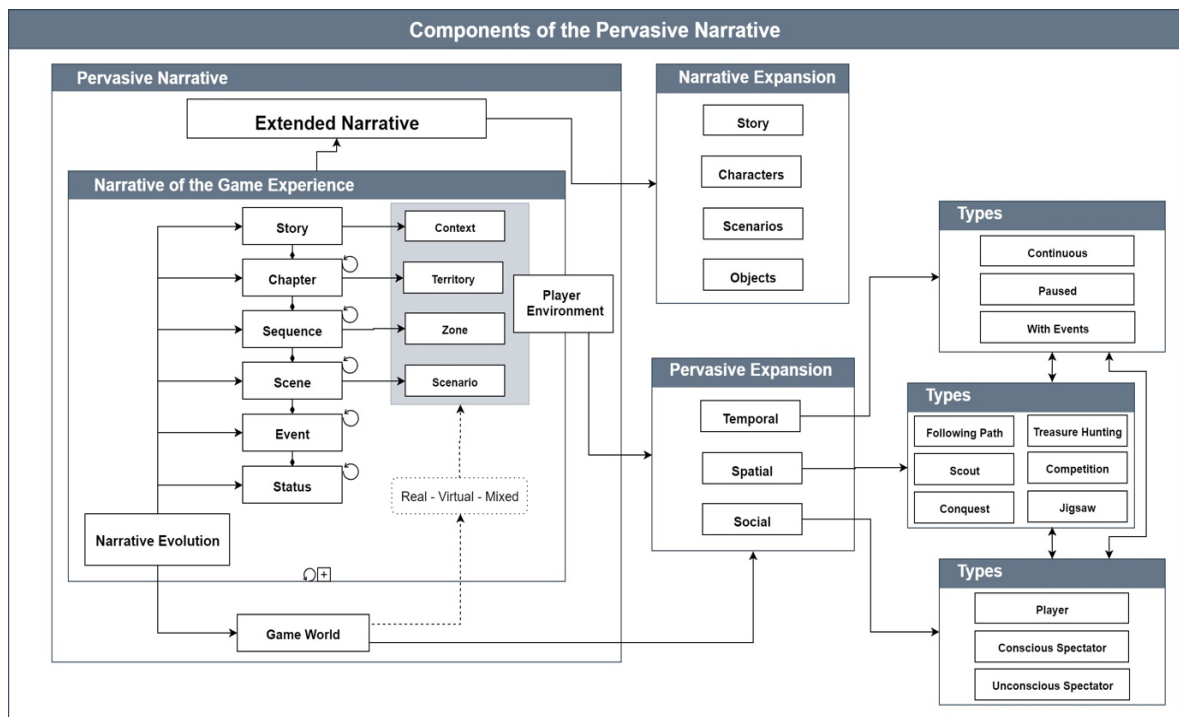 Components of the Pervasive Narrative
Pervasive Narrative
Extended Narrative
Narrative of the Game Experience
Story
Context
Chapter
Territory
Sequence
Zone
Scene
Scenario
Event
Status
Player
Environment
Real - Virtual - Mixed
Narrative Evolution
Game World
Narrative Expansion
Story
Characters
Scenarios
Objects
Pervasive Expansion
Temporal
Spatial
Social
Types
Continuous
Paused
With Events
Types
Following Path
Treasure Hunting
Scout
Competition
Conquest
Jigsaw
Types
Player
Conscious Spectator
Unconscious Spectator